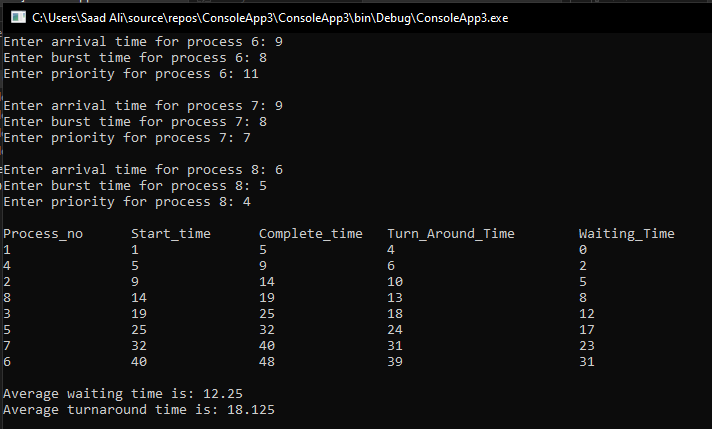 C:\Users\Saad Ali\source\repos\ConsoleApp3\ConsoleApp3\bin\Debug\ConsoleApp3.exe
Enter arrival time for process 6: 9
Enter burst time for process 6: 8
Enter priority for process 6: 11
Enter arrival time for process 7: 9
Enter burst time for process 7: 8
Enter priority for process 7: 7
Enter arrival time for process 8: 6
Enter burst time for process 8: 5
Enter priority for process 8: 4
Process_no Start_time Complete_time Turn_Around_Time Waiting_Time
1 1 5 4 0
4 5 9 6 2
2 9 14 10 5
8 14 19 13 8
3 19 25 18 12
5 25 32 24 17
7 32 40 31 23
6 40 48 39 31
Average waiting time is: 12.25
Average turnaround time is: 18.125